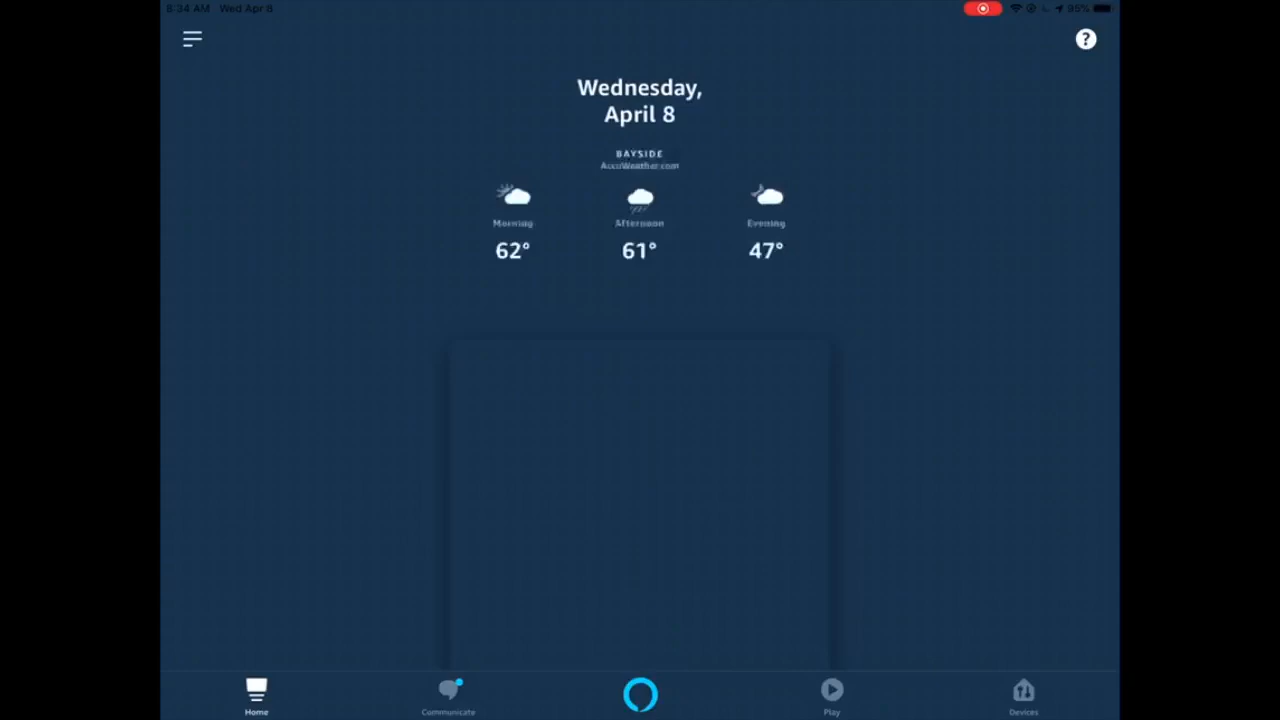 8:34 AM Wed Apr 8
95%
?
Wednesday,
April 8
BAYSIDE
AccuWeather.com
Morning Afternoon Evening
62° 61° 47°
Home Communicate Play Devices